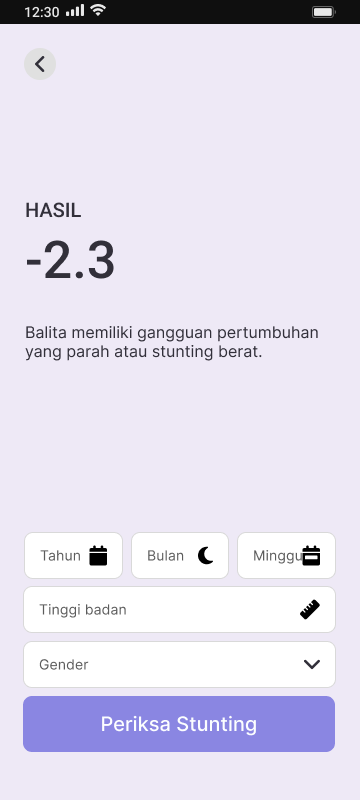 12:30
HASIL
-2.3
Balita memiliki gangguan pertumbuhan
yang parah atau stunting berat.
Tahun Bulan Minggu
Tinggi badan
Gender
Periksa Stunting